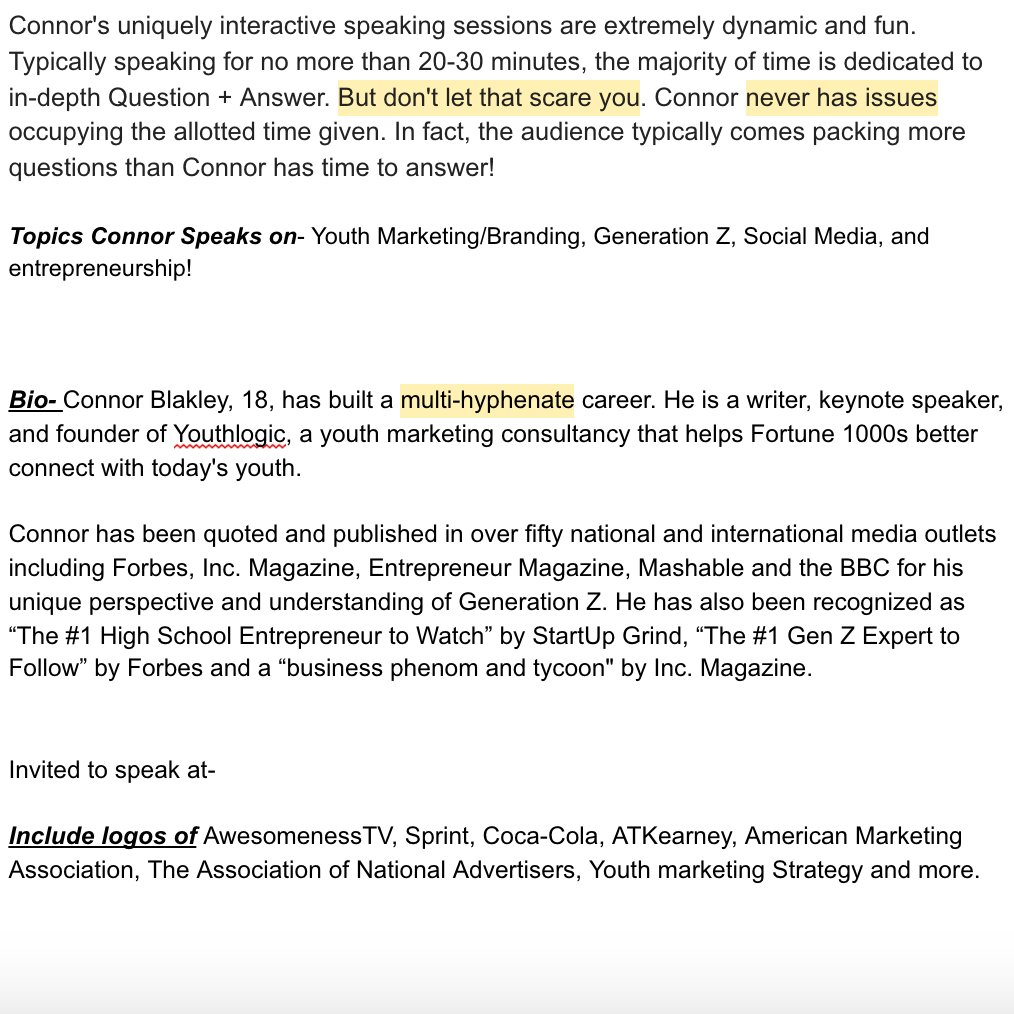 Connor's uniquely interactive speaking sessions are extremely dynamic and fun.
Typically speaking for no more than 20-30 minutes, the majority of time is dedicated to
in-depth Question + Answer. But don't let that scare you. Connor never has issues
occupying the allotted time given. In fact, the audience typically comes packing more
questions than Connor has time to answer!
Topics Connor Speaks on- Youth Marketing/Branding, Generation Z, Social Media, and
entrepreneurship!
Bio- Connor Blakley, 18, has built a multi-hyphenate career. He is a writer, keynote speaker,
and founder of Youthlogic, a youth marketing consultancy that helps Fortune 1000s better
connect with today's youth.
Connor has been quoted and published in over fifty national and international media outlets
including Forbes, Inc. Magazine, Entrepreneur Magazine, Mashable and the BBC for his
unique perspective and understanding of Generation Z. He has also been recognized as
“The #1 High School Entrepreneur to Watch” by StartUp Grind, “The #1 Gen Z Expert to
Follow” by Forbes and a “business phenom and tycoon" by Inc. Magazine.
Invited to speak at-
Include logos of AwesomenessTV, Sprint, Coca-Cola, ATKearney, American Marketing
Association, The Association of National Advertisers, Youth marketing Strategy and more.